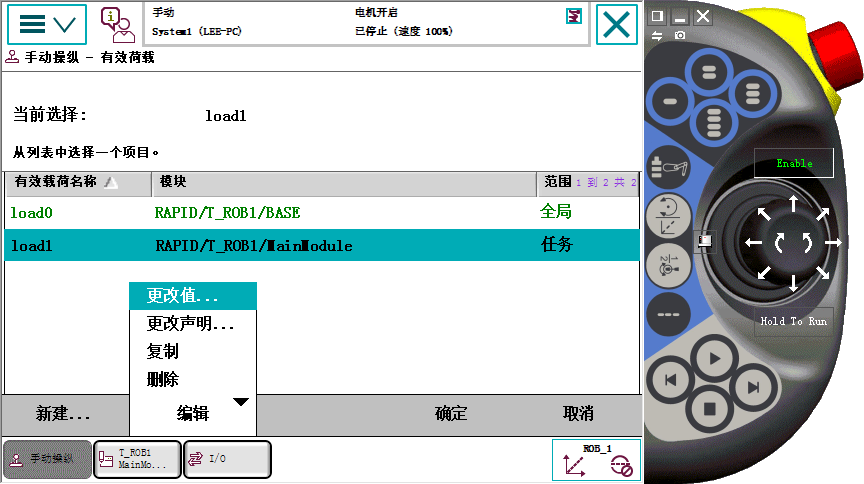 手动
System1 (LEE-PC)
电机开启
已停止 (速度 100%)
手动操纵 - 有效荷载
当前选择:
load1
从列表中选择一个项目。
有效载荷名称
模块
范围 1 到 2 共 2
load0
RAPID/T_ROB1/BASE
全局
load1
RAPID/T_ROB1/MainModule
任务
更改值...
更改声明...
复制
删除
新建...
编辑
确定
取消
手动操纵
T_ROB1
MainMo...
I/O
ROB_1
Enable
Hold To Run